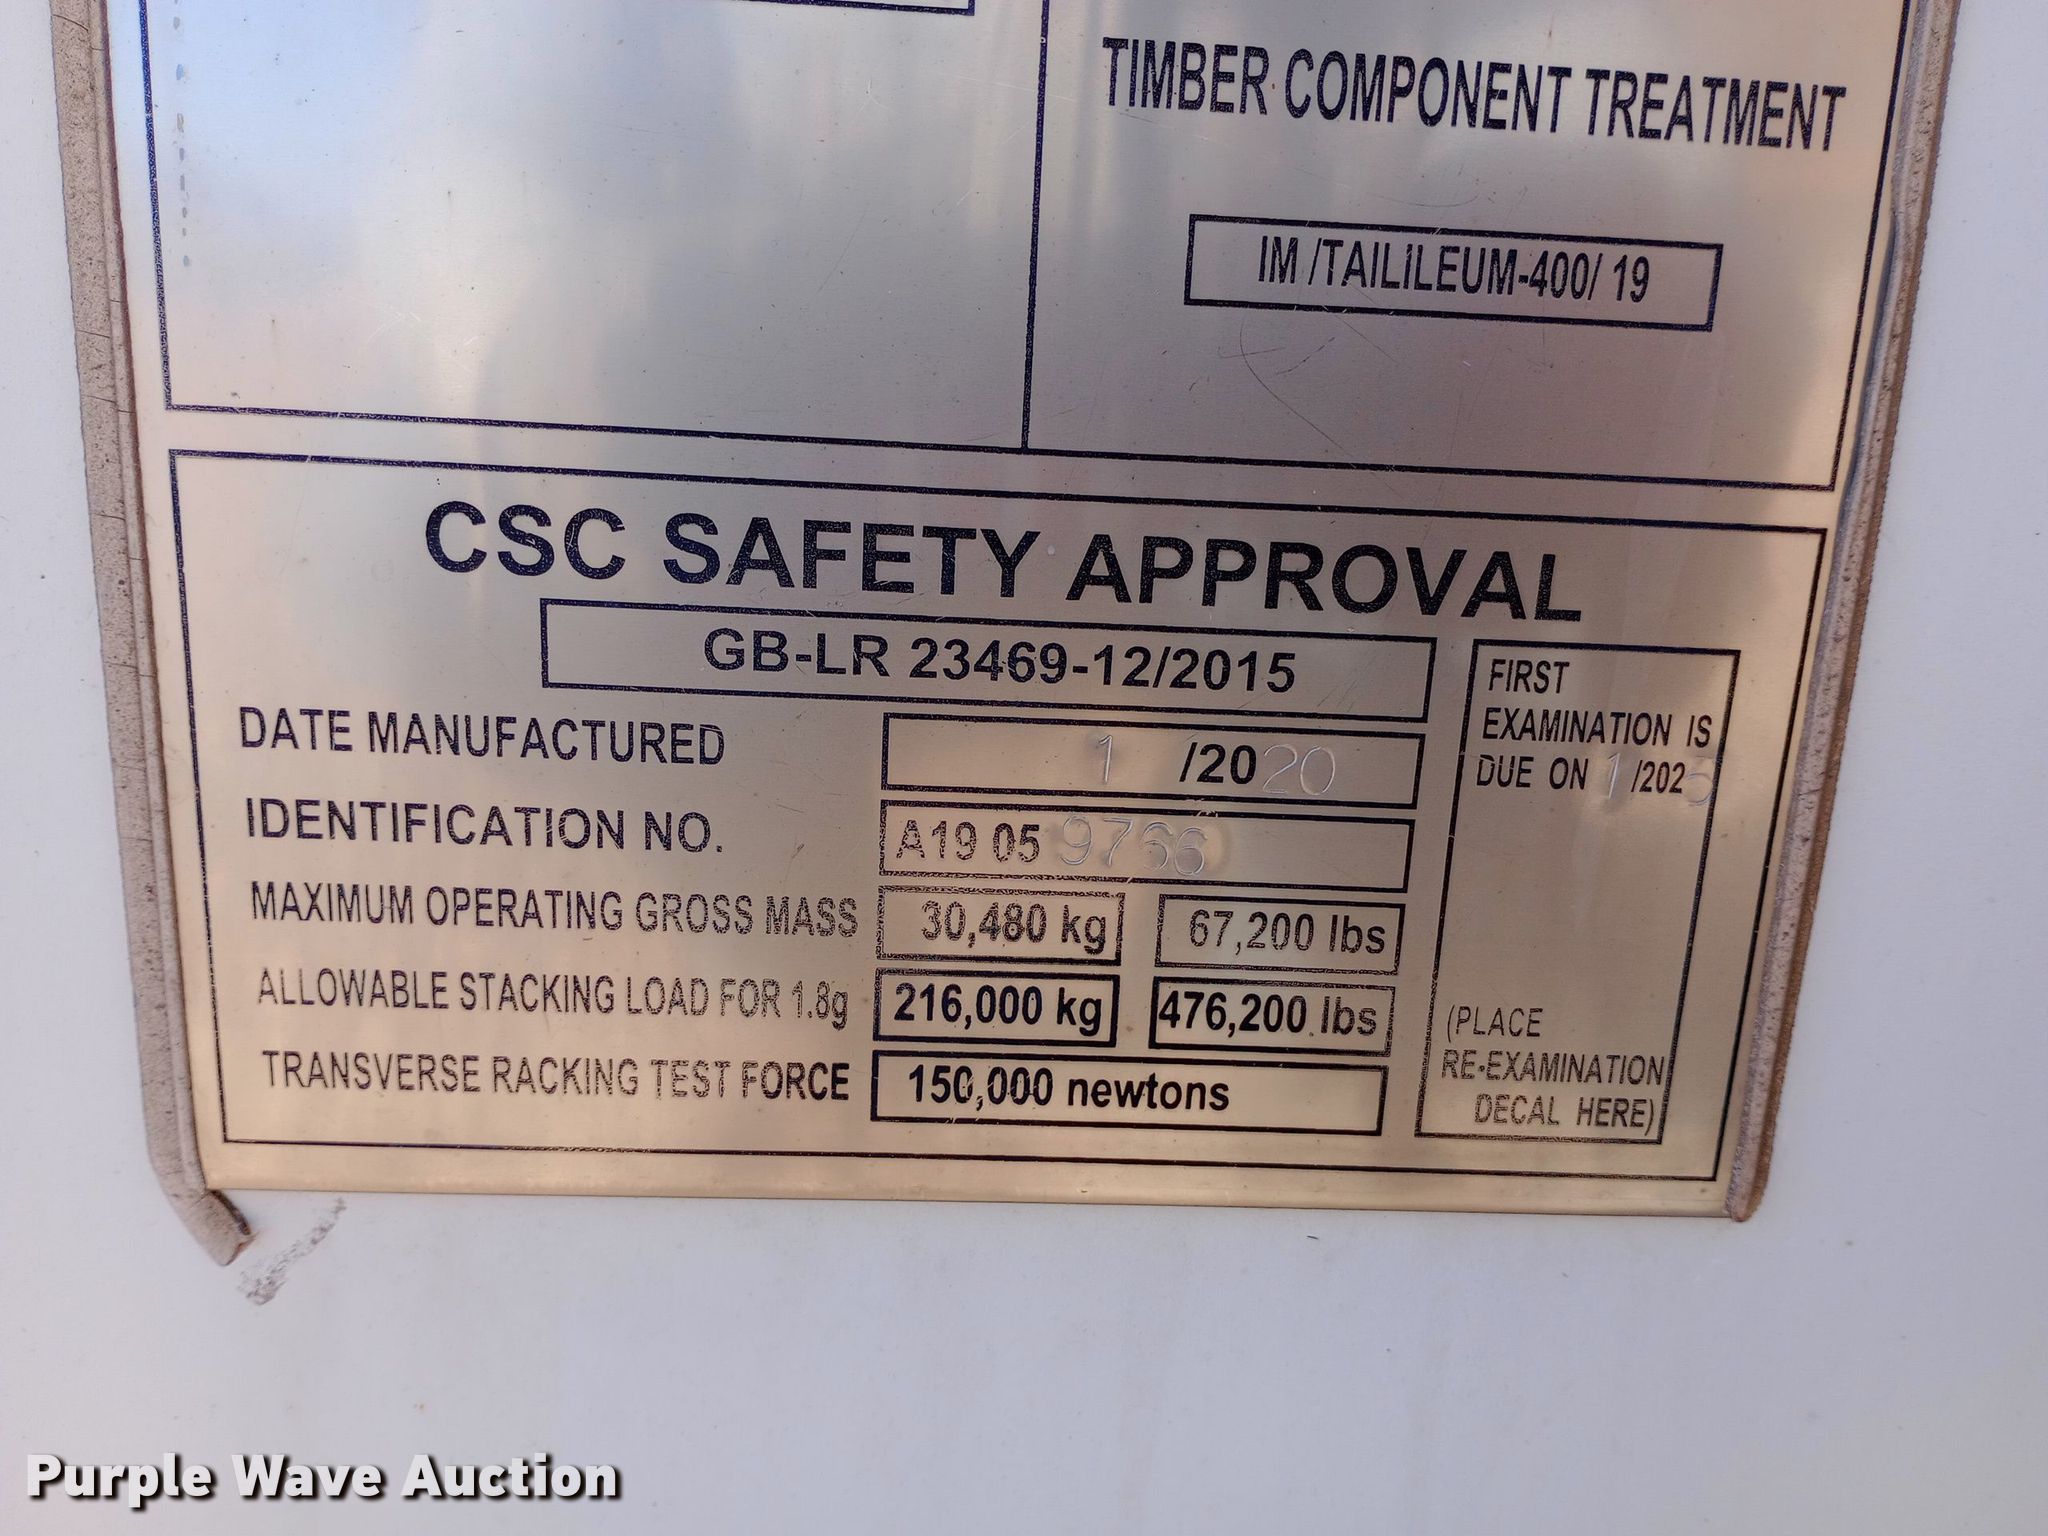 TIMBER COMPONENT TREATMENT
IM /TAILILEUM-400/ 19
CSC SAFETY APPROVAL
GB-LR 23469-12/2015
FIRST
EXAMINATION IS
DUE ON 1 /2025
DATE MANUFACTURED 1 /2020
IDENTIFICATION NO. A19 05 9766
MAXIMUM OPERATING GROSS MASS 30,480 kg 67,200 lbs
ALLOWABLE STACKING LOAD FOR 1.8g 216,000 kg 476,200 lbs
TRANSVERSE RACKING TEST FORCE 150,000 newtons
(PLACE
RE-EXAMINATION
DECAL HERE)
Purple Wave Auction